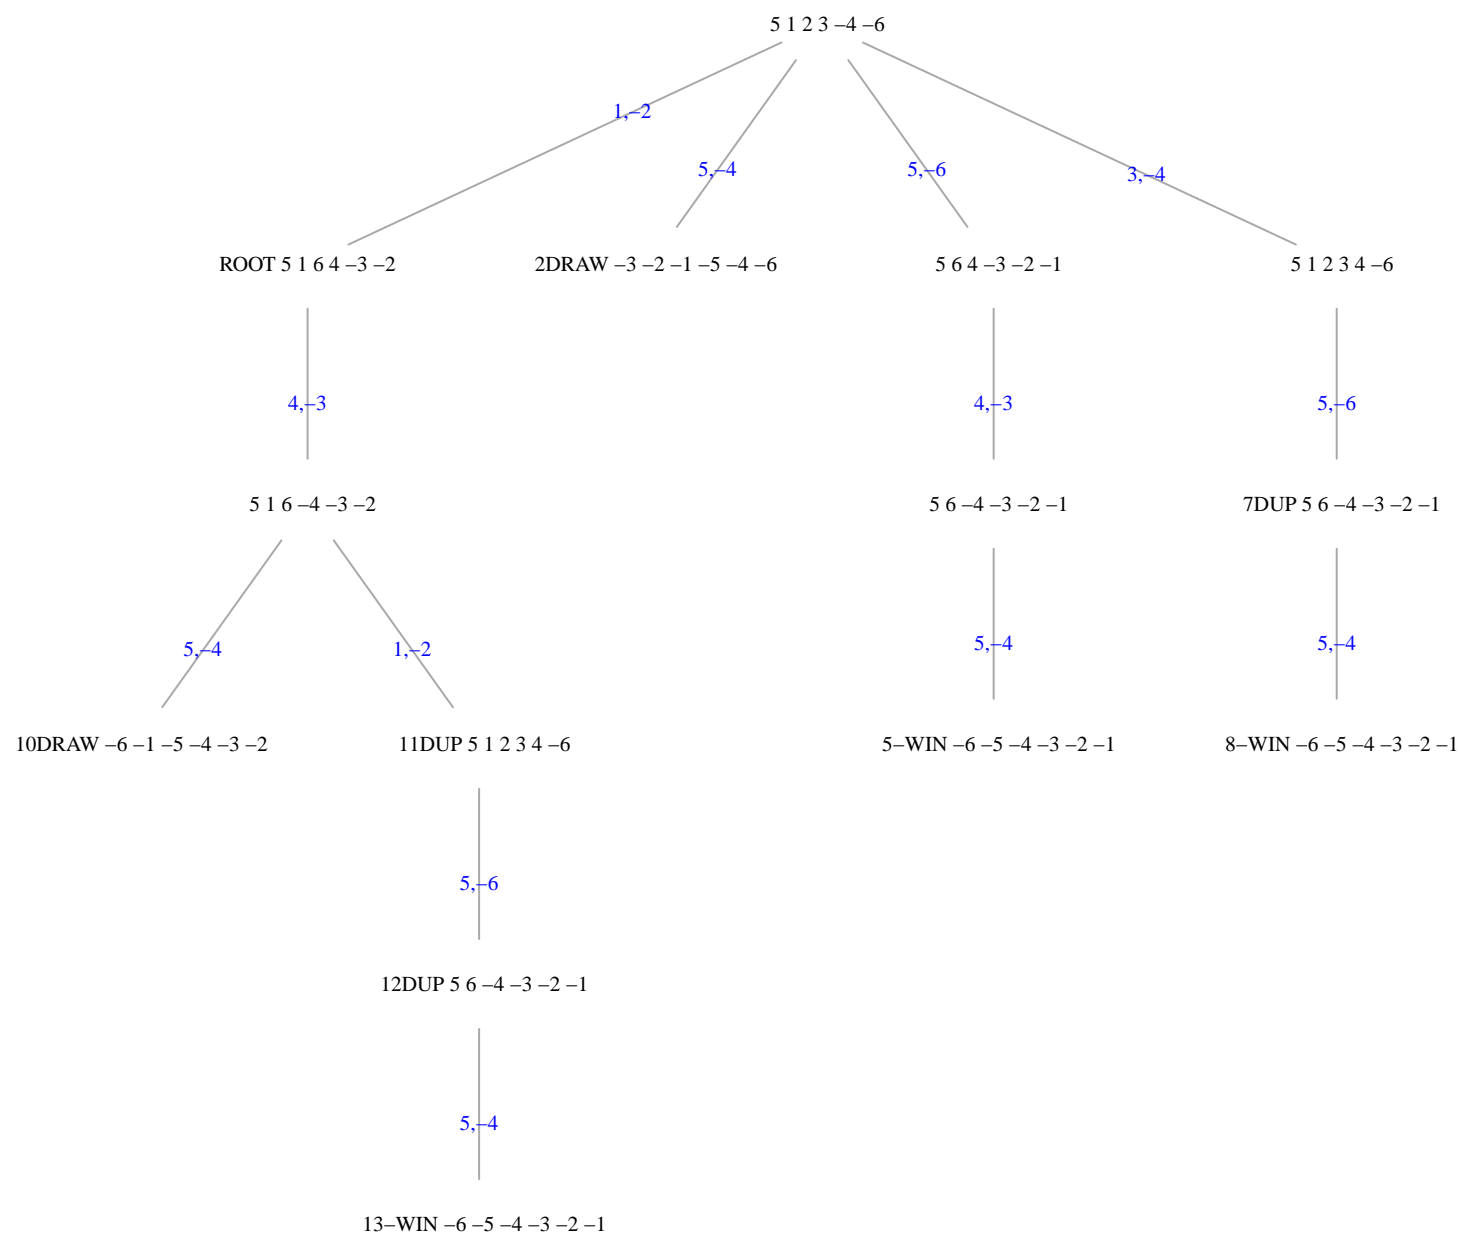 5 1 2 3 –4 –6
1,–2
5,–4
5,–6
3,–4
ROOT 5 1 6 4 –3 –2
2DRAW –3 –2 –1 –5 –4 –6
5 6 4 –3 –2 –1
5 1 2 3 4 –6
4,–3
4,–3
5,–6
5 1 6 –4 –3 –2
5 6 –4 –3 –2 –1
7DUP 5 6 –4 –3 –2 –1
5,–4
1,–2
5,–4
5,–4
10DRAW –6 –1 –5 –4 –3 –2
11DUP 5 1 2 3 4 –6
5–WIN –6 –5 –4 –3 –2 –1
8–WIN –6 –5 –4 –3 –2 –1
5,–6
12DUP 5 6 –4 –3 –2 –1
5,–4
13–WIN –6 –5 –4 –3 –2 –1